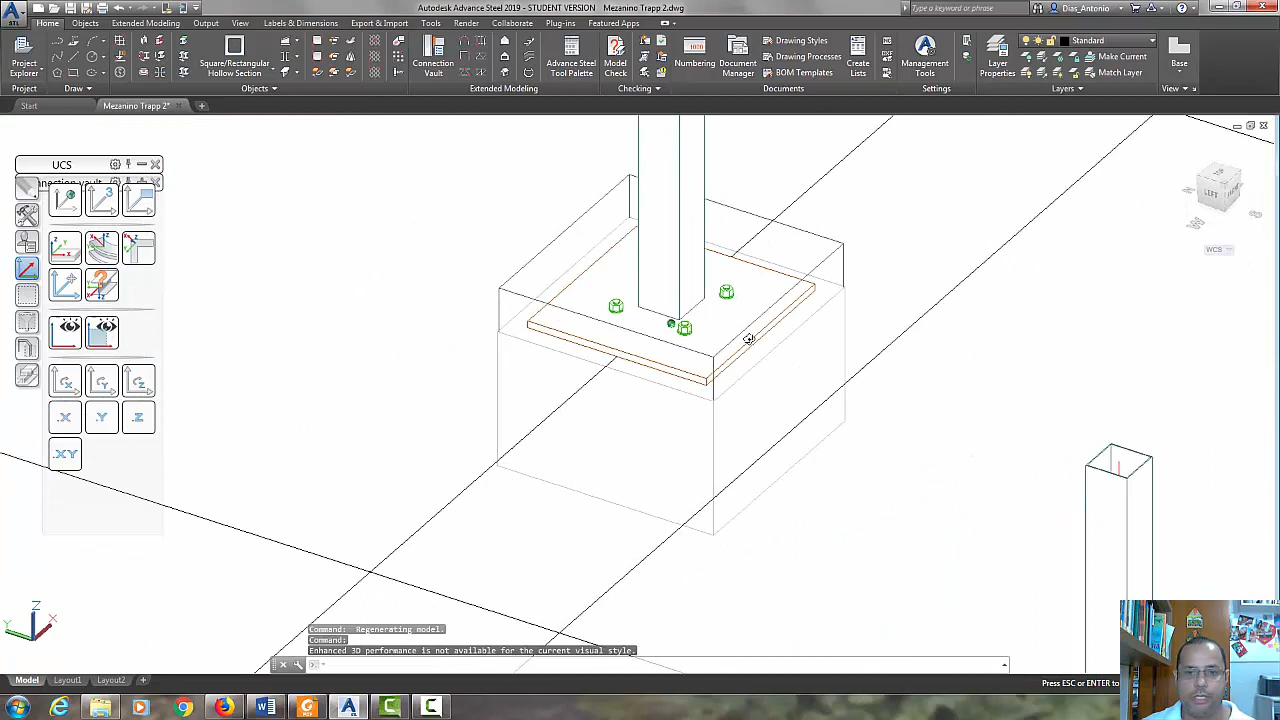 Autodesk Advance Steel 2019 - STUDENT VERSION Mezanino Trapp 2.dwg
Type a keyword or phrase
Dias_Antonio
STL
Home Objects Extended Modeling Output View Labels & Dimensions Export & Import Tools Render Collaborate Plug-ins Featured Apps
Project Explorer
Square/Rectangular Hollow Section
Connection Vault
Advance Steel Tool Palette
Model Check
Numbering
Document Manager
Drawing Styles
Drawing Processes
BOM Templates
Create Lists
Management Tools
Layer Properties
Standard
Make Current
Match Layer
Base
Project Draw Objects Extended Modeling Checking Documents Settings Layers View
Start Mezanino Trapp 2*
UCS
LEFT
WCS
.X .Y .Z
.XY
Z
Y X
Command: Regenerating model.
Command:
Enhanced 3D performance is not available for the current visual style.
Model Layout1 Layout2
Press ESC or ENTER to